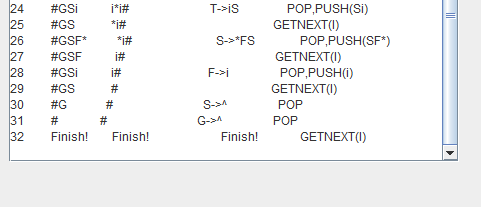 24 #GSi i*i# T->iS POP,PUSH(Si)
25 #GS *i# GETNEXT(I)
26 #GSF* *i# S->*FS POP,PUSH(SF*)
27 #GSF i# GETNEXT(I)
28 #GSi i# F->i POP,PUSH(i)
29 #GS # GETNEXT(I)
30 #G # S->^ POP
31 # # G->^ POP
32 Finish! Finish! Finish! GETNEXT(I)